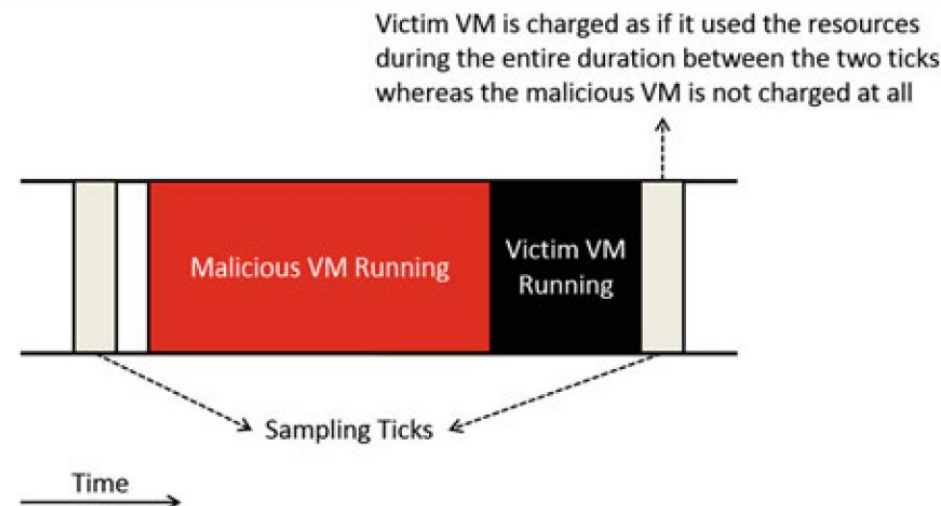 Victim VM is charged as if it used the resources
during the entire duration between the two ticks
whereas the malicious VM is not charged at all
Malicious VM Running
Victim VM
Running
Sampling Ticks
Time